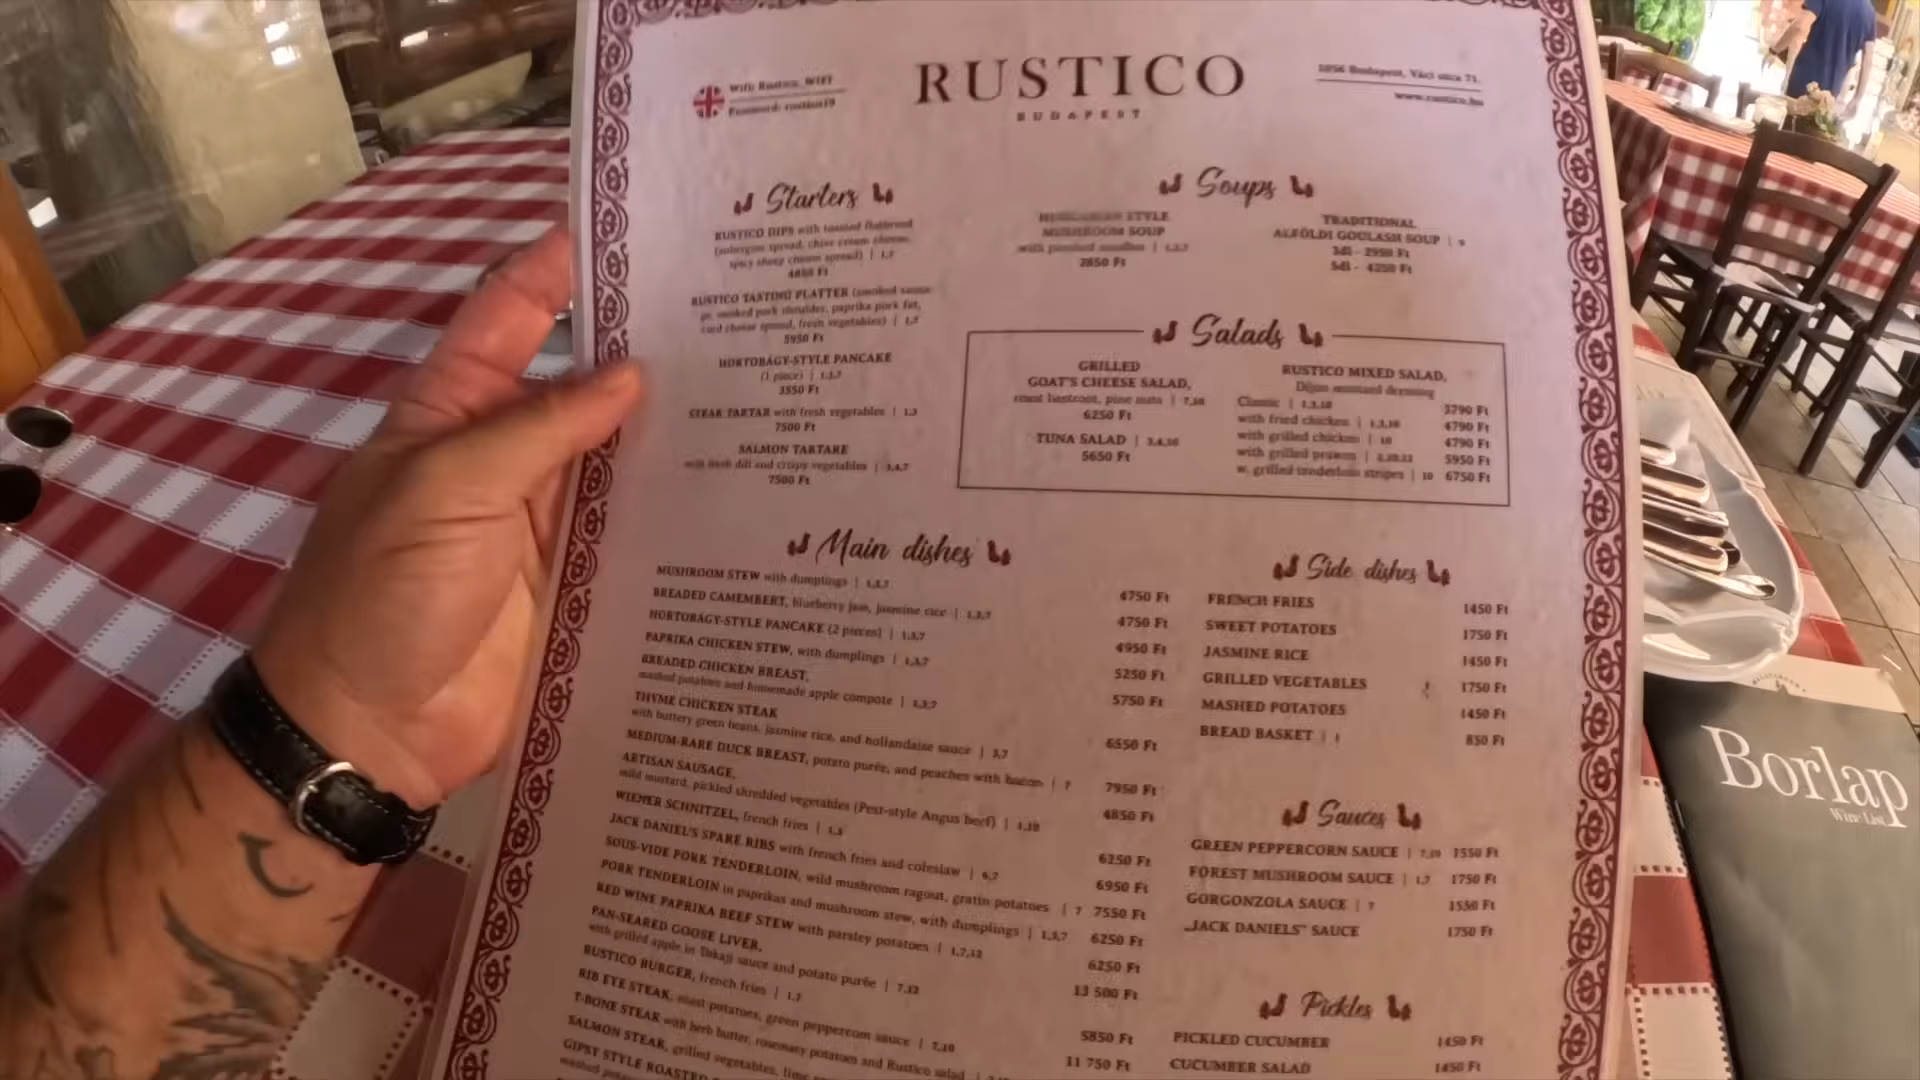 RUSTICO
BUDAPEST
Wifi: Rustico_WIFI
Password: rustico19
1056 Budapest, Váci utca 71.
www.rustico.hu
Starters
RUSTICO DIPS with toasted flatbread
(aubergine spread, chive cream cheese,
spicy sheep cheese spread) | 1,7
4850 Ft
RUSTICO TASTING PLATTER (smoked sausa-
ge, smoked pork shoulder, paprika pork fat,
curd cheese spread, fresh vegetables) | 1,7
5950 Ft
HORTOBÁGY-STYLE PANCAKE
(1 piece) | 1,3,7
3550 Ft
STEAK TARTAR with fresh vegetables | 1,3
7500 Ft
SALMON TARTARE
with fresh dill and crispy vegetables | 3,4,7
7500 Ft
Soups
HUNGARIAN STYLE
MUSHROOM SOUP
with pinched noodles | 1,3,7
2850 Ft
TRADITIONAL
ALFÖLDI GOULASH SOUP | 9
3dl - 2950 Ft
5dl - 4250 Ft
Salads
GRILLED
GOAT'S CHEESE SALAD,
roast beetroot, pine nuts | 7,10
6250 Ft
TUNA SALAD | 3,4,10
5650 Ft
RUSTICO MIXED SALAD,
Dijon mustard dressing
Classic | 1,3,10 3790 Ft
with fried chicken | 1,3,10 4790 Ft
with grilled chicken | 10 4790 Ft
with grilled prawns | 5950 Ft
w. grilled tenderloin stripes | 10 6750 Ft
Main dishes
MUSHROOM STEW with dumplings | 1,3,7 4750 Ft
BREADED CAMEMBERT, blueberry jam, jasmine rice | 1,3,7 4750 Ft
HORTOBÁGY-STYLE PANCAKE (2 pieces) | 1,3,7 4950 Ft
PAPRIKA CHICKEN STEW, with dumplings | 1,3,7 5250 Ft
BREADED CHICKEN BREAST,
mashed potatoes and homemade apple compote | 1,3,7 5750 Ft
THYME CHICKEN STEAK
with buttery green beans, jasmine rice, and hollandaise sauce | 3,7 6550 Ft
MEDIUM-RARE DUCK BREAST, potato purée, and peaches with bacon | 7 7950 Ft
ARTISAN SAUSAGE,
mild mustard, pickled shredded vegetables (Pest-style Angus beef) | 1,10 4850 Ft
WIENER SCHNITZEL, french fries | 1,3 6250 Ft
JACK DANIEL'S SPARE RIBS with french fries and coleslaw | 6,7 6950 Ft
SOUS-VIDE PORK TENDERLOIN, wild mushroom ragout, gratin potatoes | 7 7550 Ft
PORK TENDERLOIN in paprikas and mushroom stew, with dumplings | 1,3,7 6250 Ft
RED WINE PAPRIKA BEEF STEW with parsley potatoes | 1,7,12 6250 Ft
PAN-SEARED GOOSE LIVER,
with grilled apple in Tokaji sauce and potato purée | 7,12 13 500 Ft
RUSTICO BURGER, french fries | 1,7 5850 Ft
RIB EYE STEAK, roast potatoes, green peppercorn sauce | 7,10 11 750 Ft
T-BONE STEAK with herb butter, rosemary potatoes and Rustico salad
SALMON STEAK, grilled vegetables, lime
GIPSY STYLE ROASTED
mashed
Side dishes
FRENCH FRIES 1450 Ft
SWEET POTATOES 1750 Ft
JASMINE RICE 1450 Ft
GRILLED VEGETABLES 1750 Ft
MASHED POTATOES 1450 Ft
BREAD BASKET | 1 850 Ft
Sauces
GREEN PEPPERCORN SAUCE | 7,10 1550 Ft
FOREST MUSHROOM SAUCE | 1,7 1750 Ft
GORGONZOLA SAUCE | 7 1550 Ft
„JACK DANIELS" SAUCE 1750 Ft
Pickles
PICKLED CUCUMBER 1450 Ft
CUCUMBER SALAD 1450 Ft
Borlap
Wine List